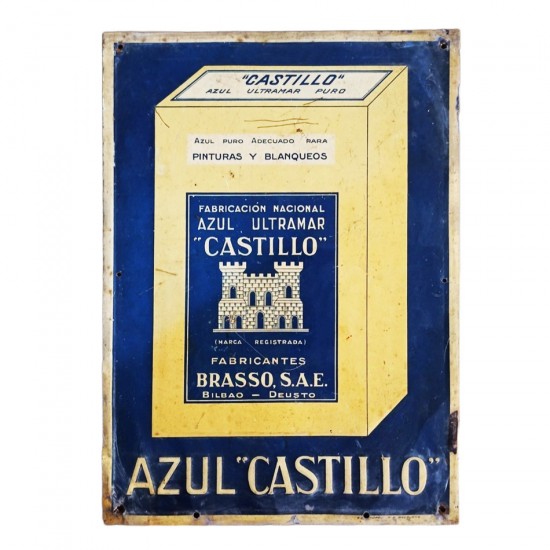 "CASTILLO"
AZUL ULTRAMAR PURO
AZUL PURO ADECUADO PARA
PINTURAS Y BLANQUEOS
FABRICACIÓN NACIONAL
AZUL ULTRAMAR
"CASTILLO"
(MARCA REGISTRADA)
FABRICANTES
BRASSO, S.A.E.
BILBAO – DEUSTO
AZUL "CASTILLO"